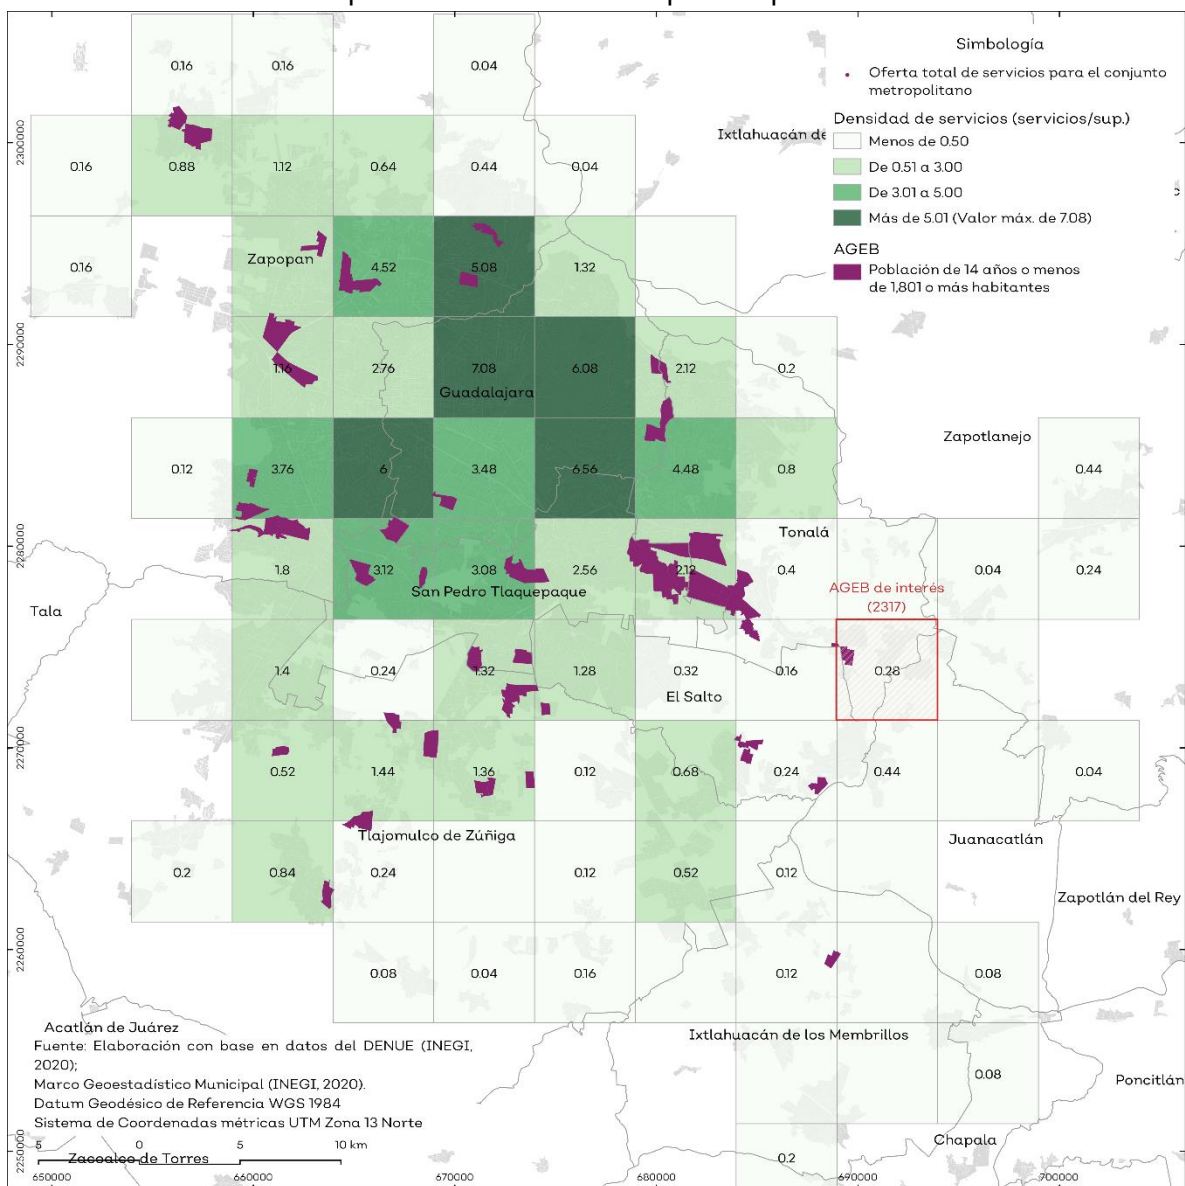 Simbología
Oferta total de servicios para el conjunto
metropolitano
Densidad de servicios (servicios/sup.)
Menos de 0.50
De 0.51 a 3.00
De 3.01 a 5.00
Más de 5.01 (Valor máx. de 7.08)
AGEB
Población de 14 años o menos
de 1,801 o más habitantes
0.16 0.16 0.04
Ixtlahuacán de
2300000
0.16 0.88 1.12 0.64 0.44 0.04
Zapopan
0.16 4.52 5.08 1.32
2290000
1.16 2.76 7.08 6.08 2.12 0.2
Guadalajara
Zapotlanejo
0.12 3.76 6 3.48 6.56 4.48 0.8 0.44
Tonalá
2280000
1.8 3.12 3.08 2.56 2.12 0.4 0.04 0.24
San Pedro Tlaquepaque
AGEB de interés
(2317)
Tala
1.4 0.24 1.32 1.28 0.32 0.16 0.28
El Salto
2270000
0.52 1.44 1.36 0.12 0.68 0.24 0.44 0.04
Tlajomulco de Zúñiga
Juanacatlán
0.2 0.84 0.24 0.12 0.52 0.12
Zapotlán del Rey
2260000
0.08 0.04 0.16 0.12 0.08
Acatlán de Juárez
Ixtlahuacán de los Membrillos
Fuente: Elaboración con base en datos del DENUE (INEGI,
2020);
Marco Geoestadístico Municipal (INEGI, 2020).
Datum Geodésico de Referencia WGS 1984
Sistema de Coordenadas métricas UTM Zona 13 Norte
0.08
Poncitlán
Chapala
2250000
5 0 5 10 km
Zacoalco de Torres
0.2
650000 660000 670000 680000 690000 700000